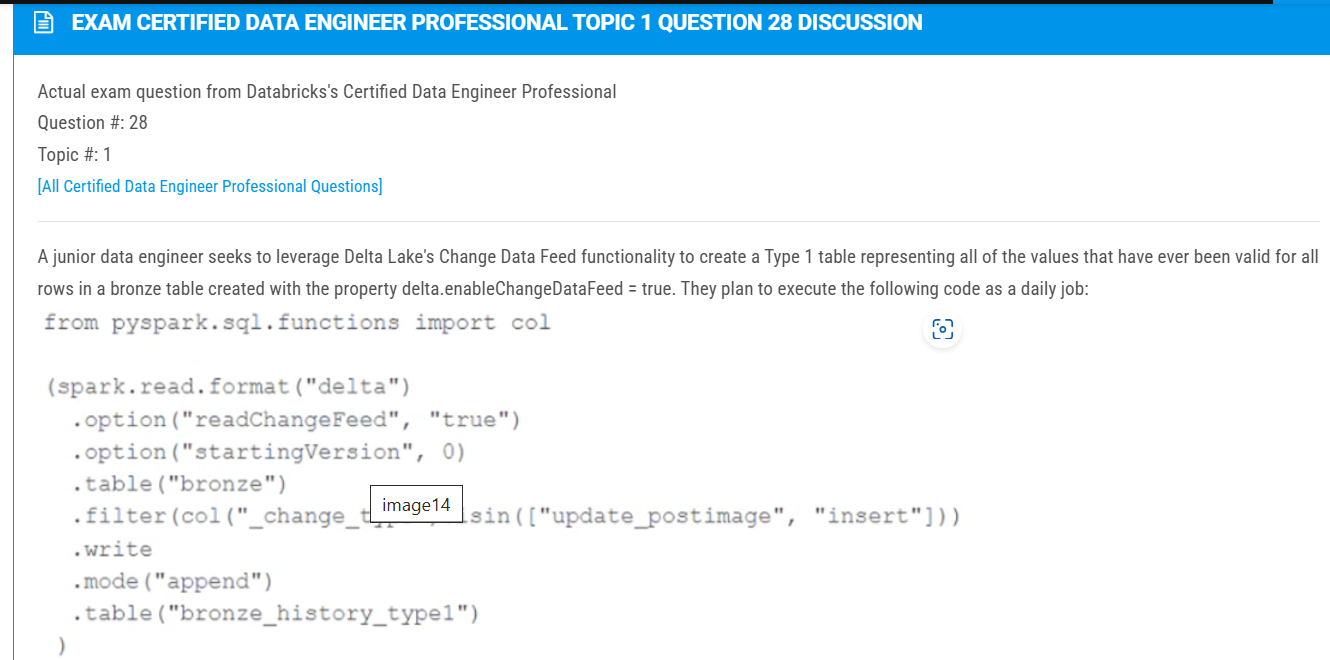 EXAM CERTIFIED DATA ENGINEER PROFESSIONAL TOPIC 1 QUESTION 28 DISCUSSION
Actual exam question from Databricks's Certified Data Engineer Professional
Question #: 28
Topic #: 1
[All Certified Data Engineer Professional Questions]
A junior data engineer seeks to leverage Delta Lake's Change Data Feed functionality to create a Type 1 table representing all of the values that have ever been valid for all
rows in a bronze table created with the property delta.enableChangeDataFeed = true. They plan to execute the following code as a daily job:
from pyspark.sql.functions import col
(spark.read.format("delta")
.option("readChangeFeed", "true")
.option("startingVersion", 0)
.table("bronze")
image14
.filter(col("_change_t sin(["update_postimage", "insert"]))
.write
.mode("append")
.table("bronze_history_type1")
)